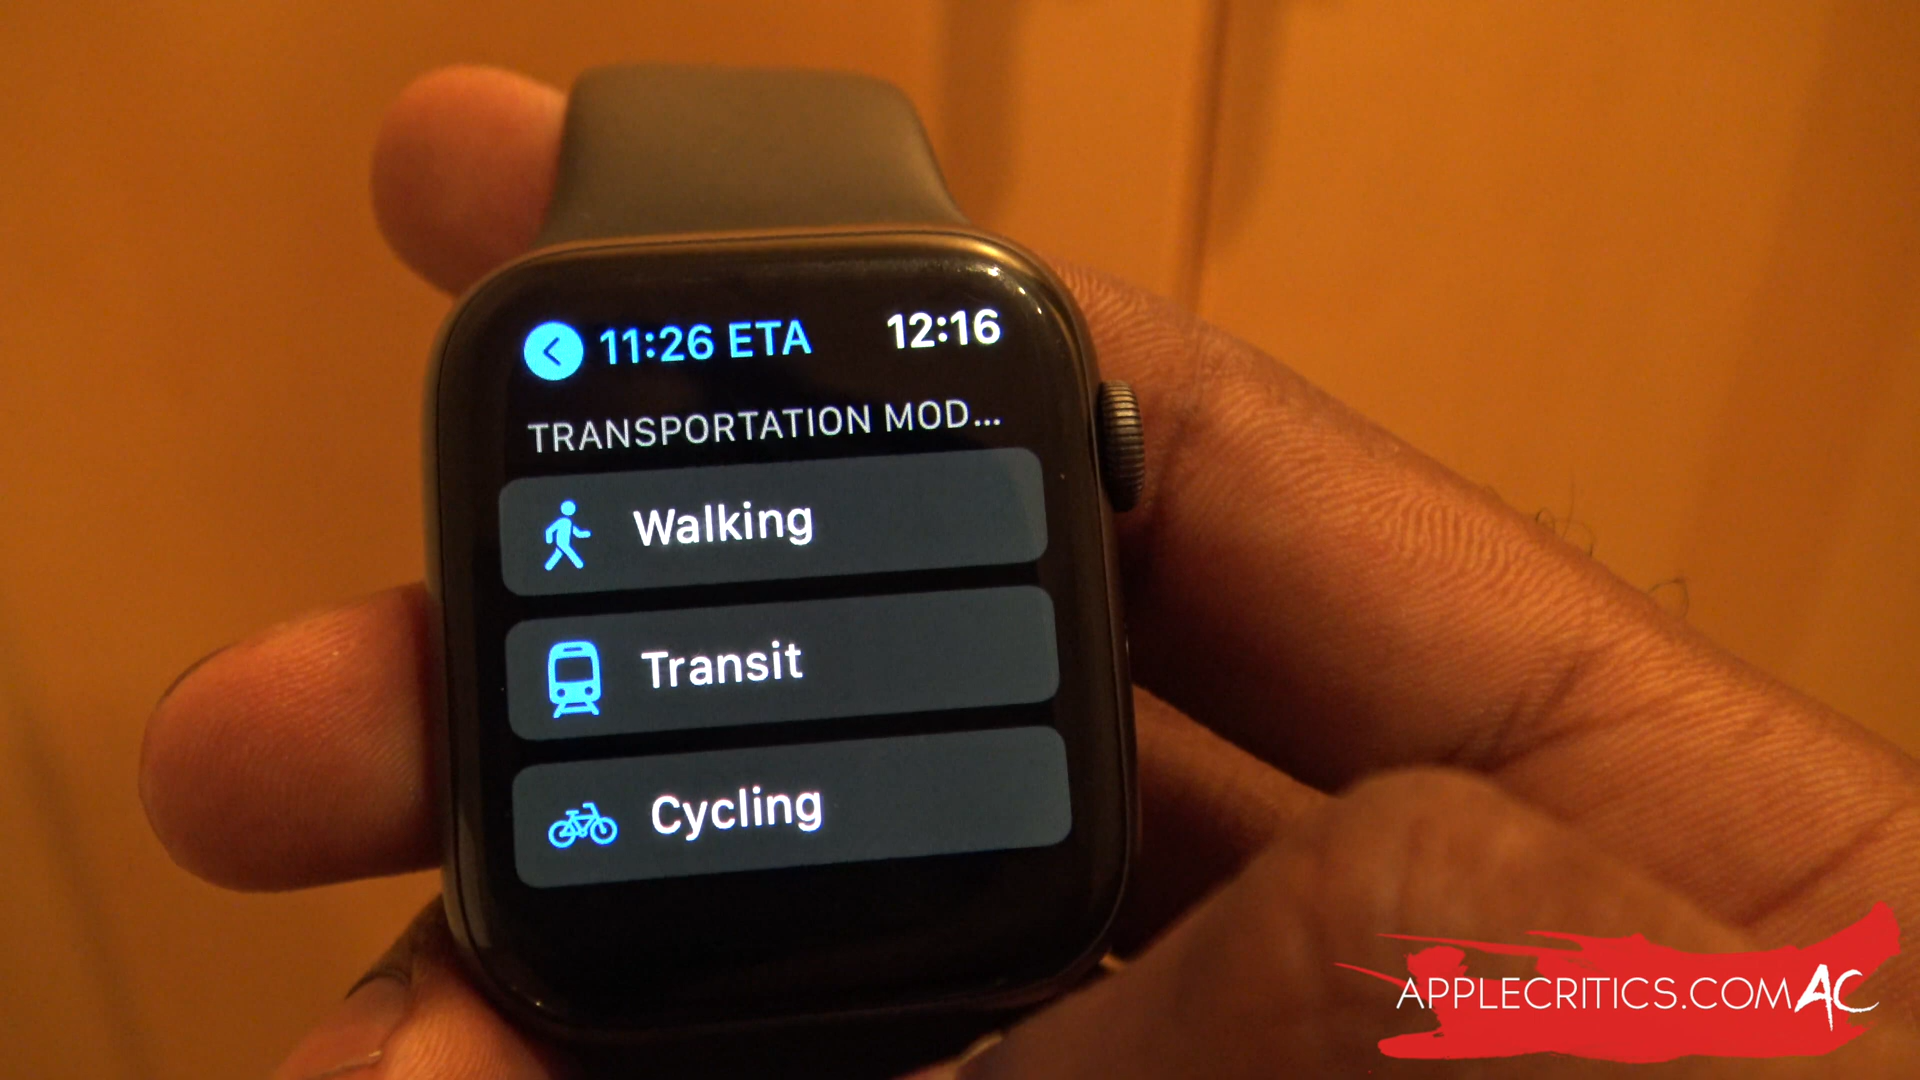 11:26 ETA 12:16
TRANSPORTATION MOD...
Walking
Transit
Cycling
APPLECRITICS.COM AC